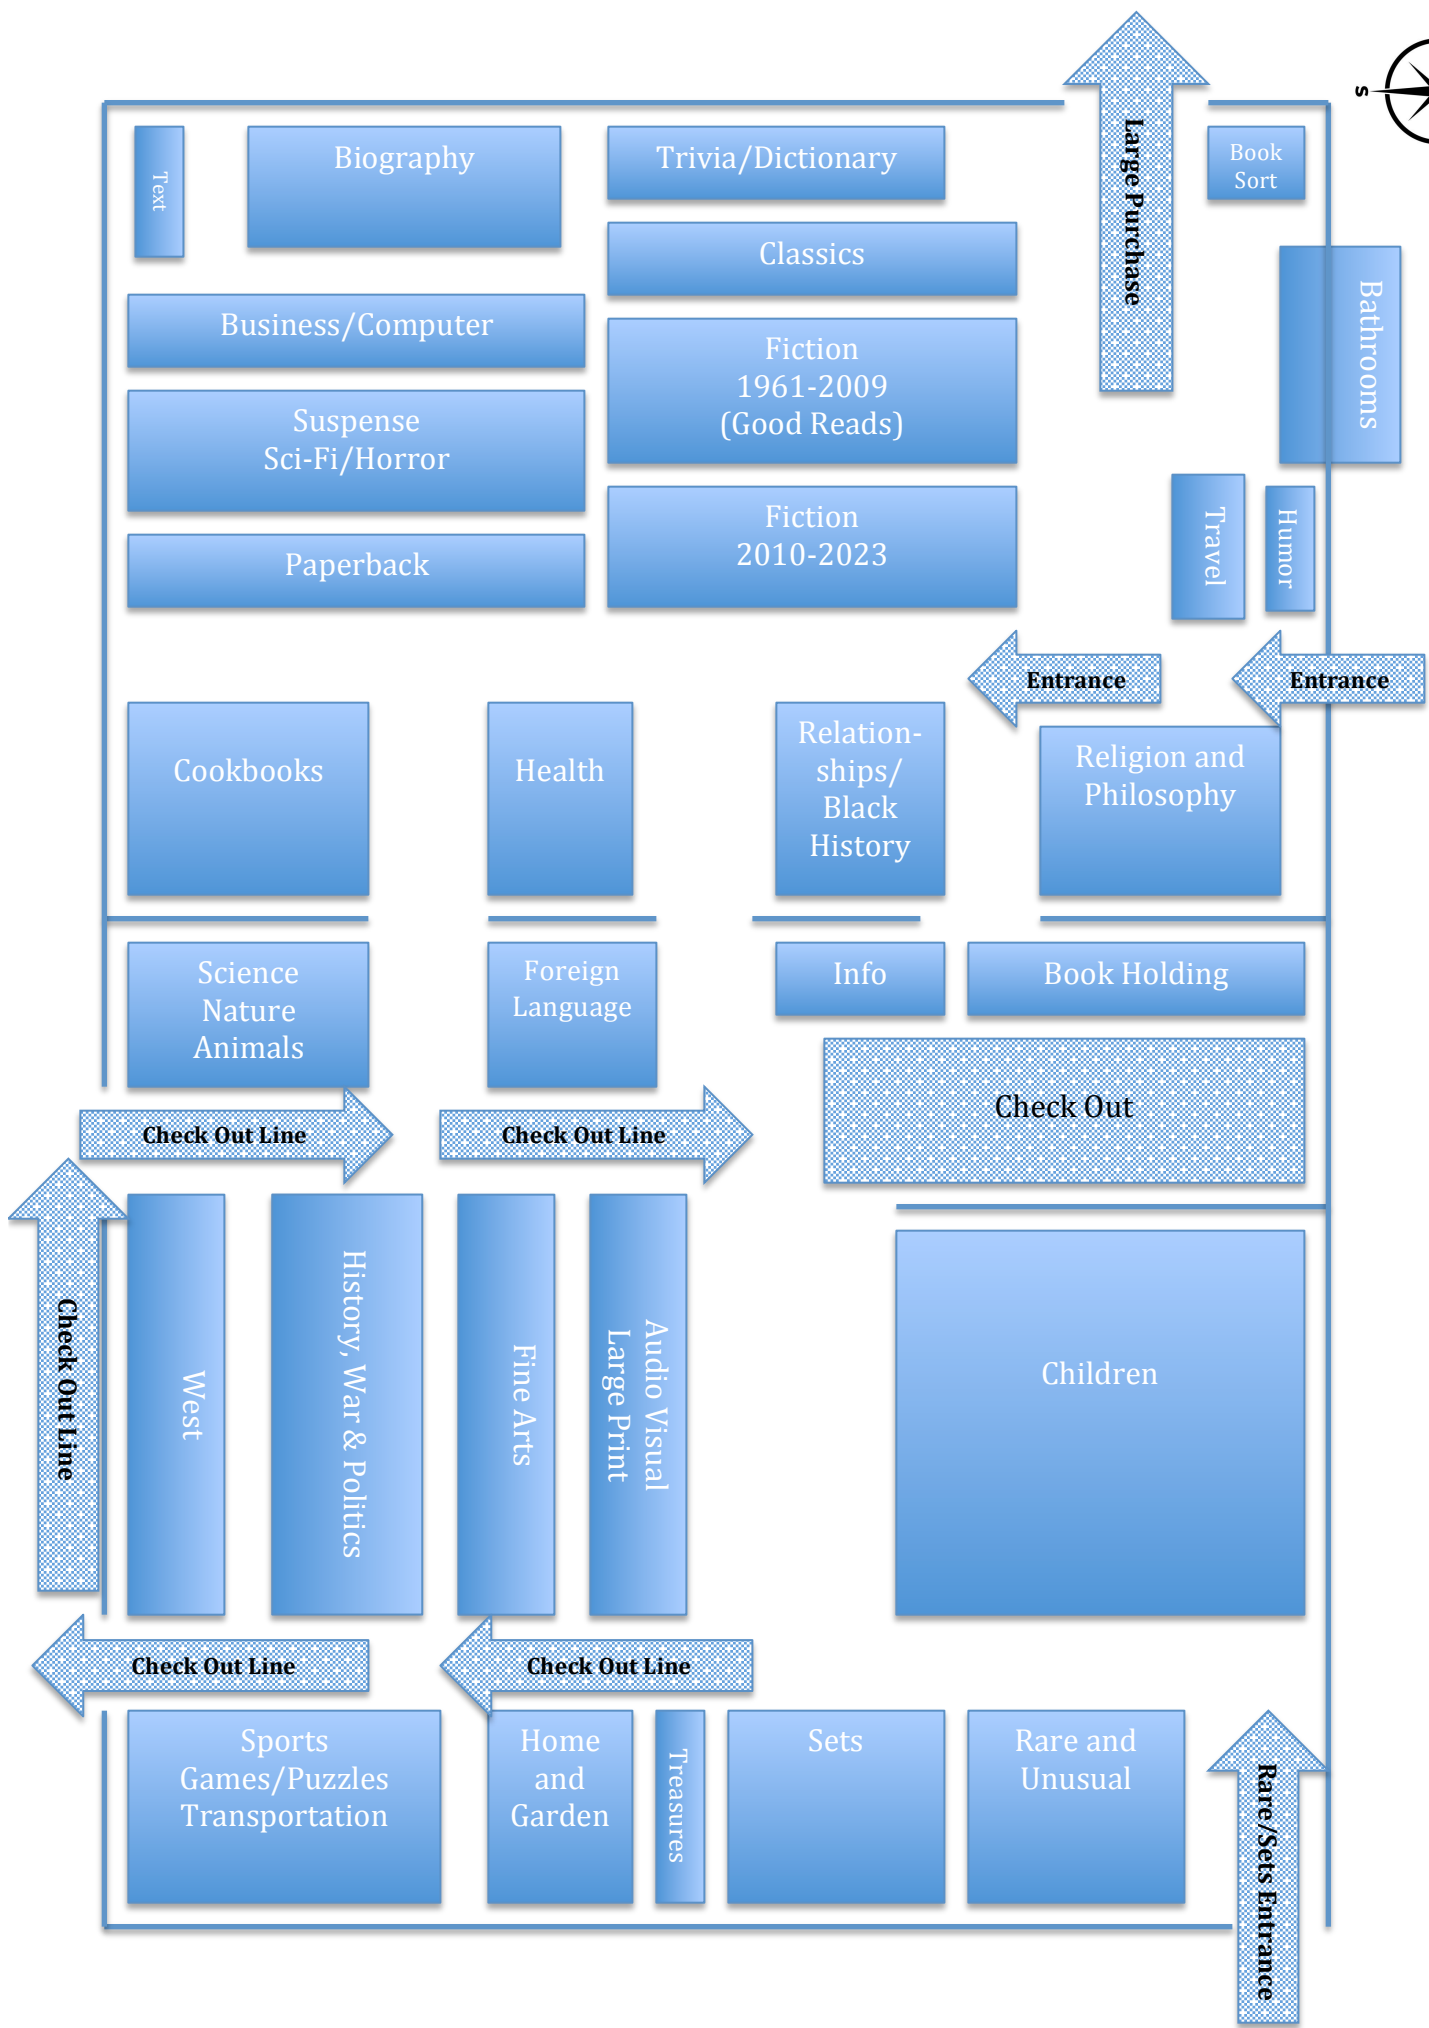 S
Large Purchase
Text
Biography
Trivia/Dictionary
Book
Sort
Classics
Bathrooms
Business/Computer
Fiction
1961-2009
(Good Reads)
Suspense
Sci-Fi/Horror
Fiction
2010-2023
Travel
Humor
Paperback
Entrance
Entrance
Cookbooks
Health
Relation-
ships/
Black
History
Religion and
Philosophy
Science
Nature
Animals
Foreign
Language
Info
Book Holding
Check Out
Check Out Line
Check Out Line
Check Out Line
West
History, War & Politics
Fine Arts
Audio Visual
Large Print
Children
Check Out Line
Check Out Line
Sports
Games/Puzzles
Transportation
Home
and
Garden
Treasures
Sets
Rare and
Unusual
Rare/Sets Entrance